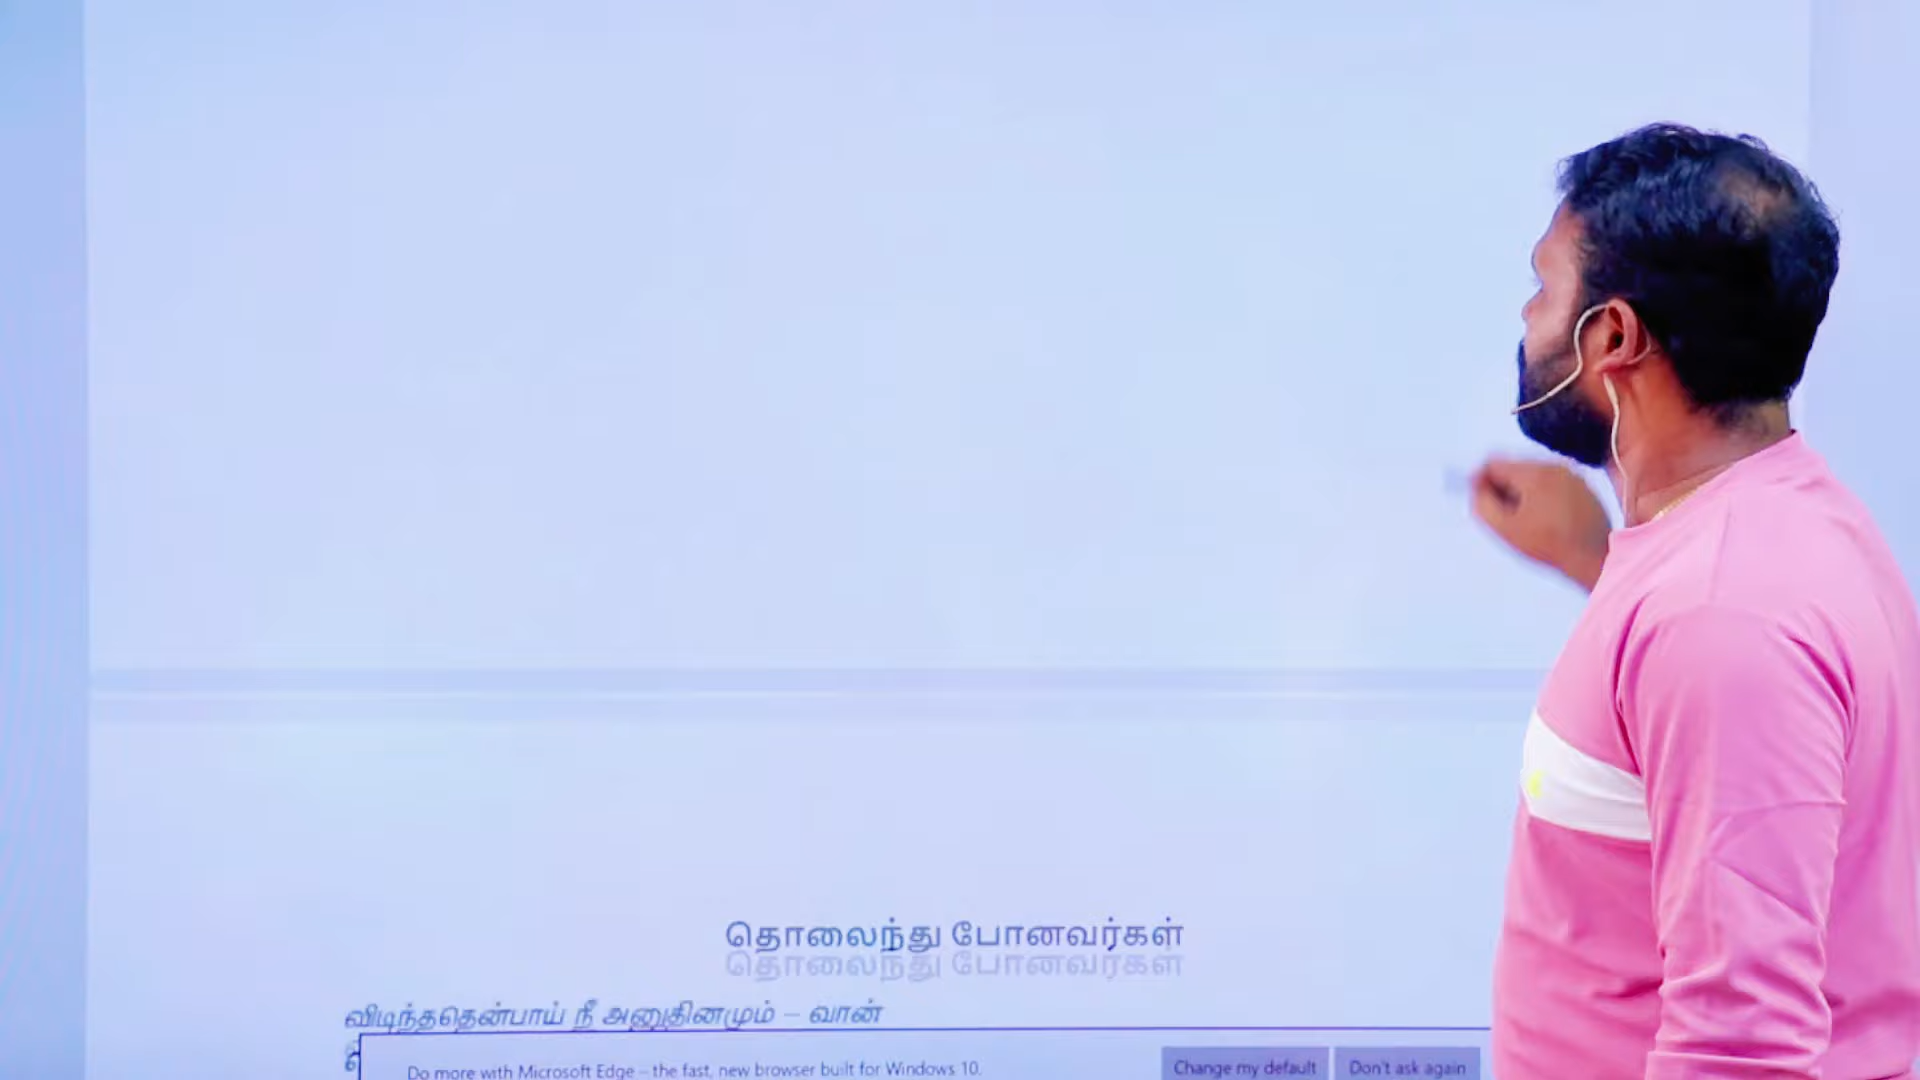 தொலைந்து போனவர்கள்
விடிந்ததென்பாய் நீ அனுதினமும் – வான்
Do more with Microsoft Edge – the fast, new browser built for Windows 10.
Change my default
Don't ask again